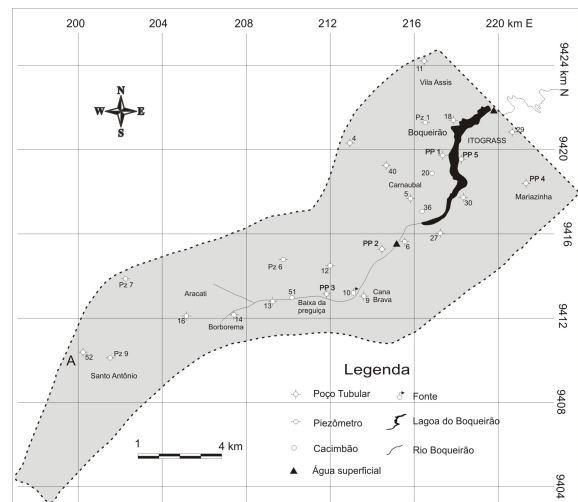 200 204 208 212 216 220 km E
9424 km N
9420
9416
9412
9408
9404
N
W E
S
11
Vila Assis
Pz 1
18
Boqueirão
ITOGRASS
29
4
PP 1
PP 5
40
20
PP 4
Carnaubal
Mariazinha
5
30
36
27
PP 2
6
Pz 6
12
Pz 7
PP 3
10
Cana
Brava
9
Aracati
51
13
Baixa da
preguiça
16
14
Borborema
A
52
Pz 9
Santo Antônio
Legenda
Poço Tubular
Fonte
Piezômetro
Lagoa do Boqueirão
Cacimbão
Rio Boqueirão
Água superficial
1 4 km